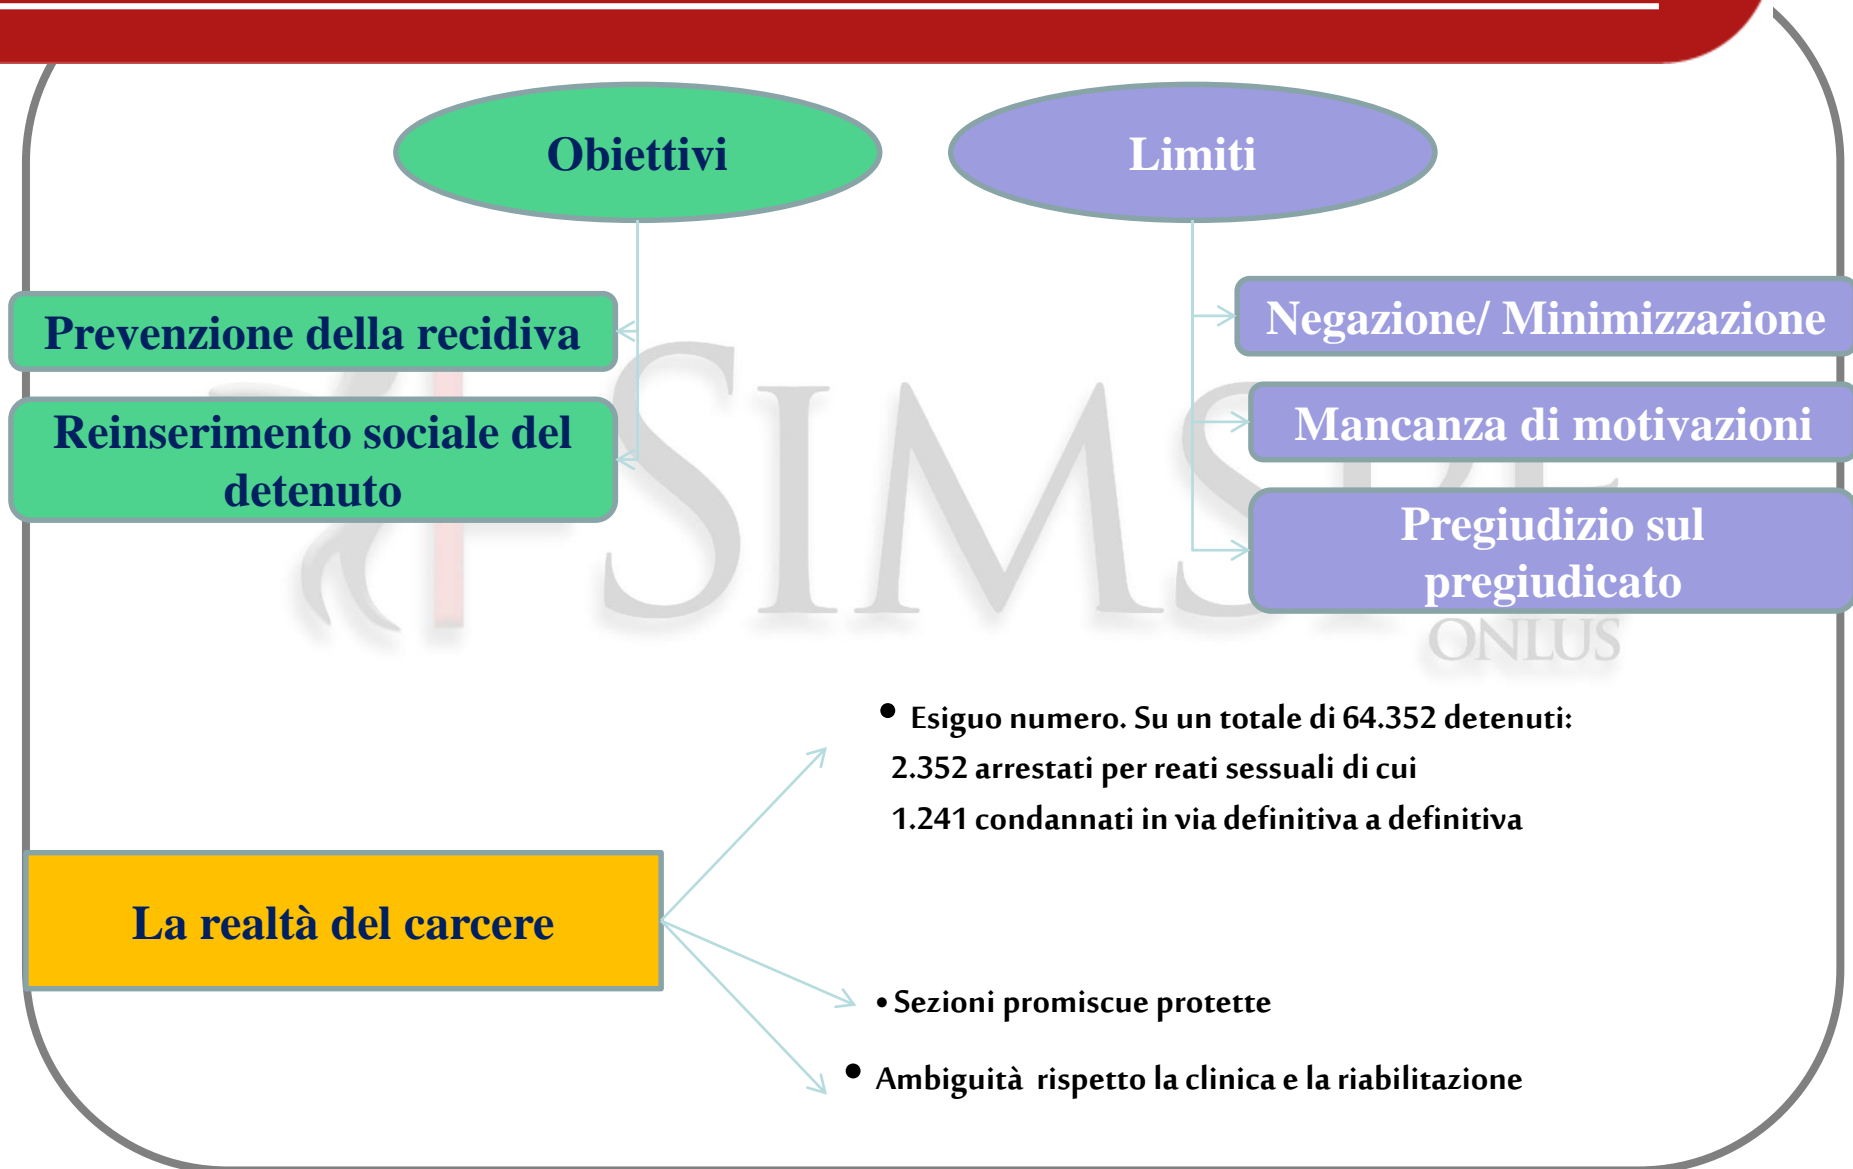 Obiettivi
Limiti
Prevenzione della recidiva
Reinserimento sociale del
detenuto
Negazione/ Minimizzazione
Mancanza di motivazioni
Pregiudizio sul
pregiudicato
SIMSPE
ONLUS
• Esiguo numero. Su un totale di 64.352 detenuti:
2.352 arrestati per reati sessuali di cui
1.241 condannati in via definitiva a definitiva
La realtà del carcere
• Sezioni promiscue protette
• Ambiguità rispetto la clinica e la riabilitazione